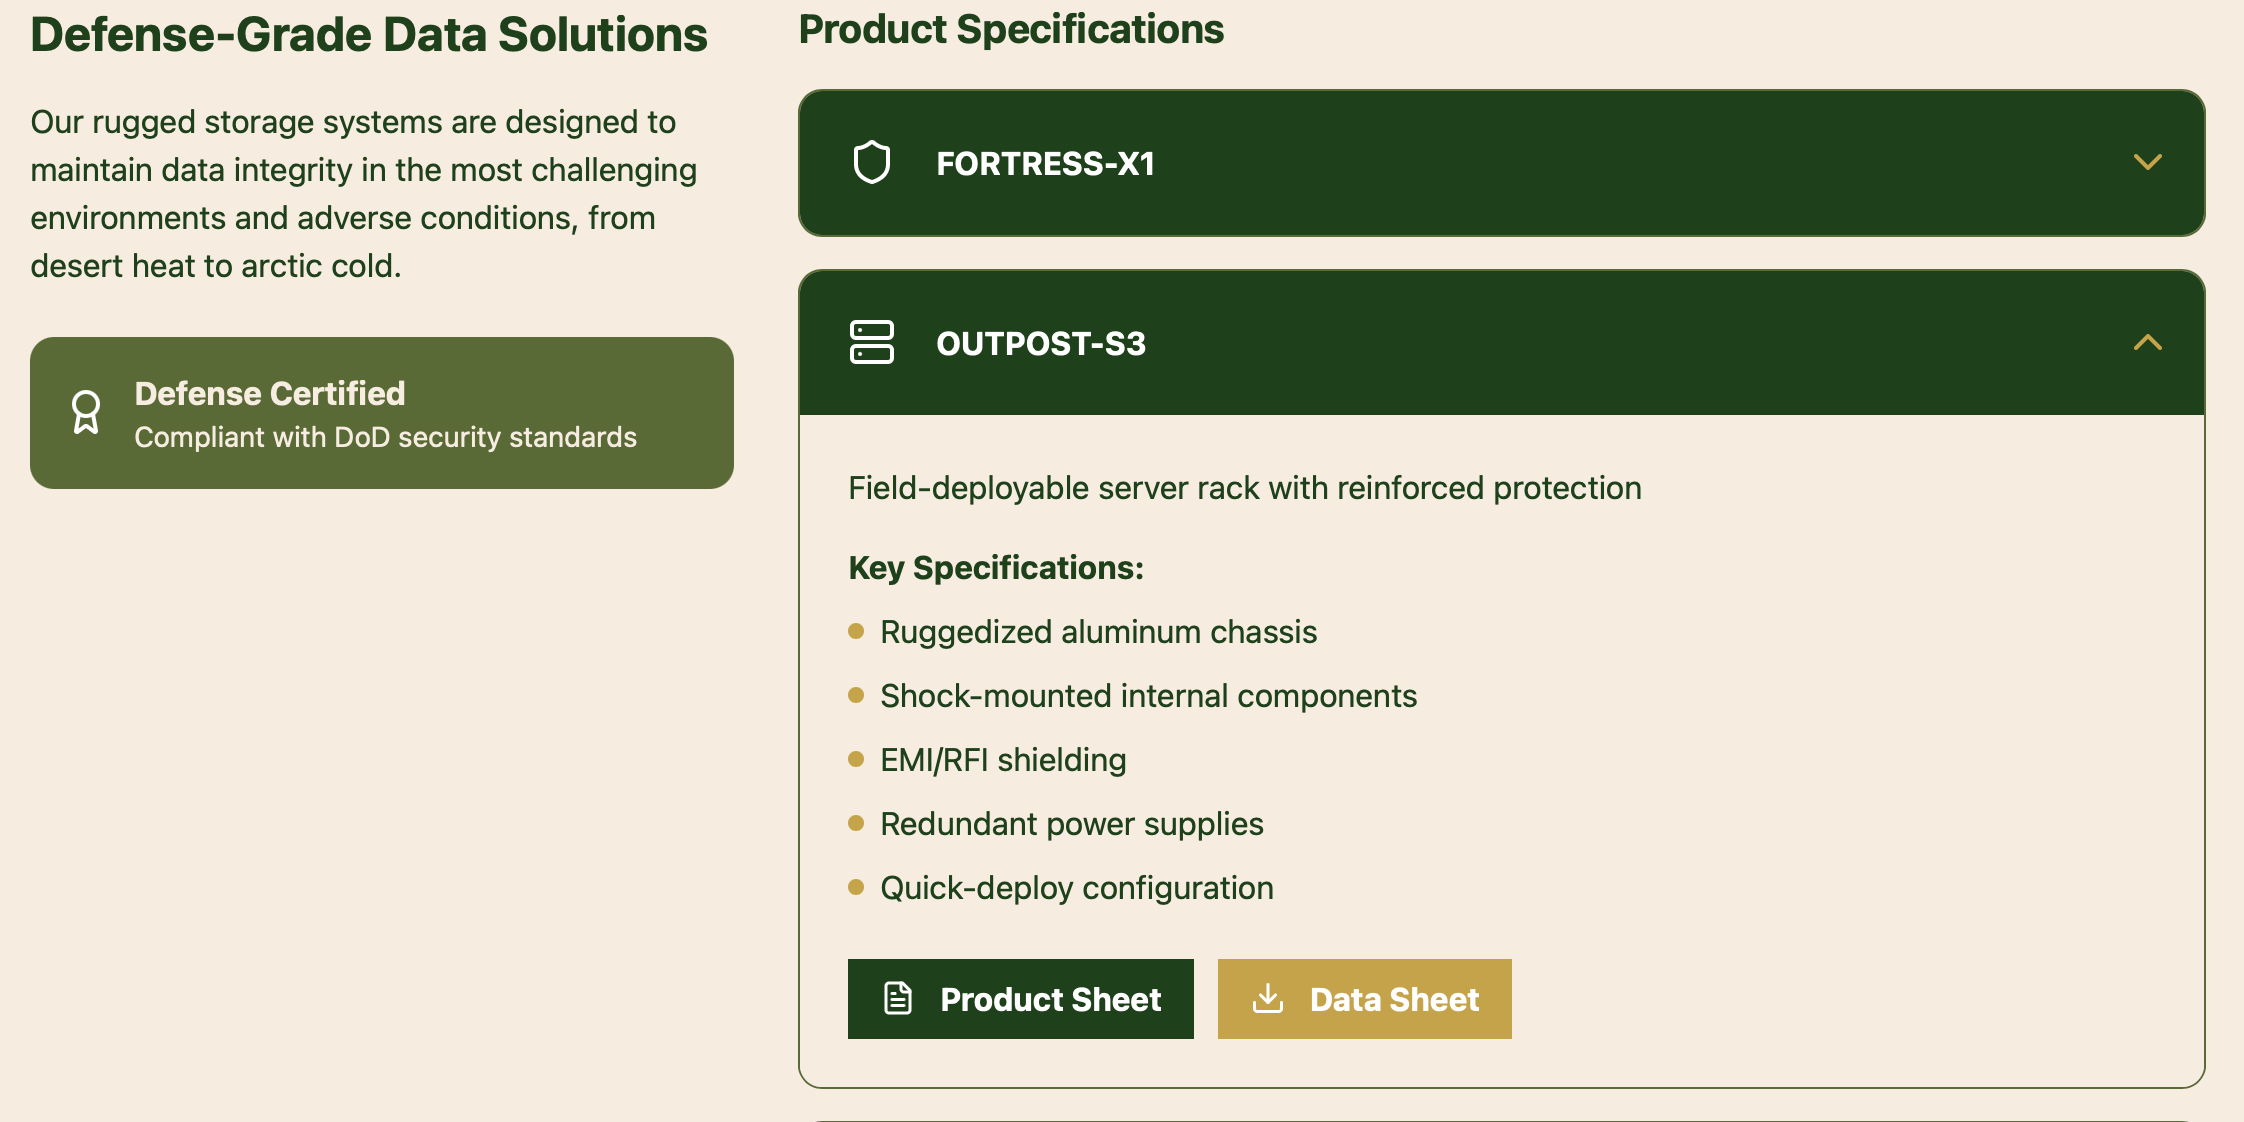 Defense-Grade Data Solutions
Our rugged storage systems are designed to
maintain data integrity in the most challenging
environments and adverse conditions, from
desert heat to arctic cold.
Defense Certified
Compliant with DoD security standards
Product Specifications
FORTRESS-X1
OUTPOST-S3
Field-deployable server rack with reinforced protection
Key Specifications:
Ruggedized aluminum chassis
Shock-mounted internal components
EMI/RFI shielding
Redundant power supplies
Quick-deploy configuration
Product Sheet
Data Sheet